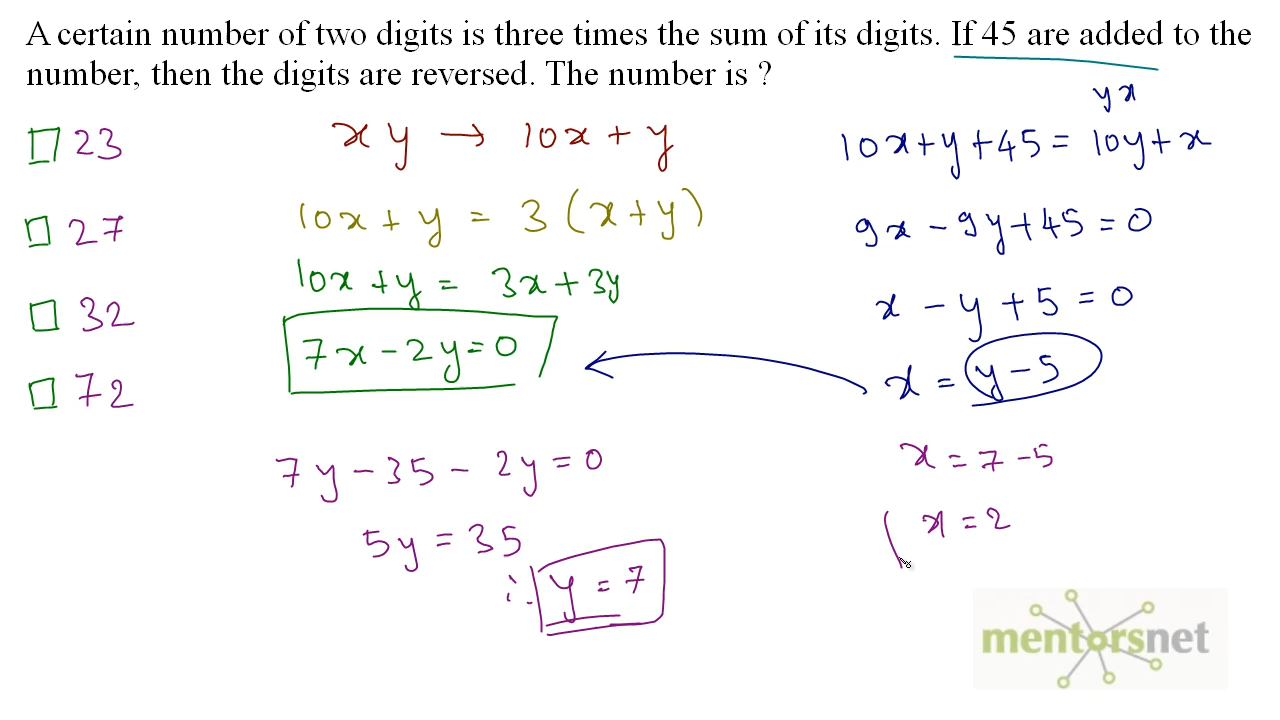 A certain number of two digits is three times the sum of its digits. If 45 are added to the
number, then the digits are reversed. The number is ?
23
27
32
72
x y → 10x + y
10x + y = 3 (x + y)
10x + y = 3x + 3y
7x - 2y = 0
7y - 35 - 2y = 0
5y = 35
∴ y = 7
yx
10x + y + 45 = 10y + x
9x - 9y + 45 = 0
x - y + 5 = 0
x = y - 5
x = 7 - 5
x = 2
mentorsnet